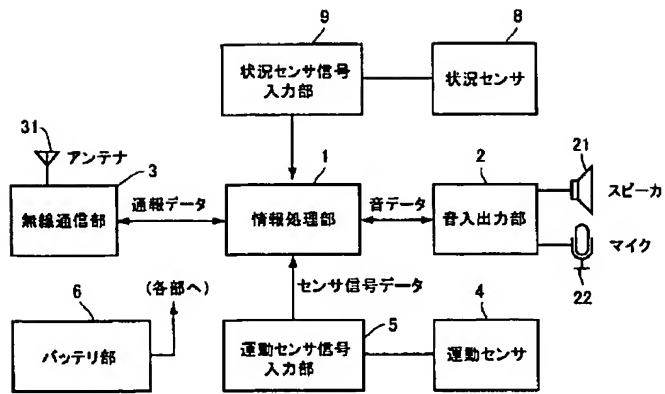 9
8
状況センサ信号
入力部
状況センサ
31
アンテナ
3
1
2
21
無線通信部
通報データ
情報処理部
音データ
音入出力部
スピーカ
マイク
22
センサ信号データ
(各部へ)
6
5
4
バッテリ部
運動センサ信号
入力部
運動センサ